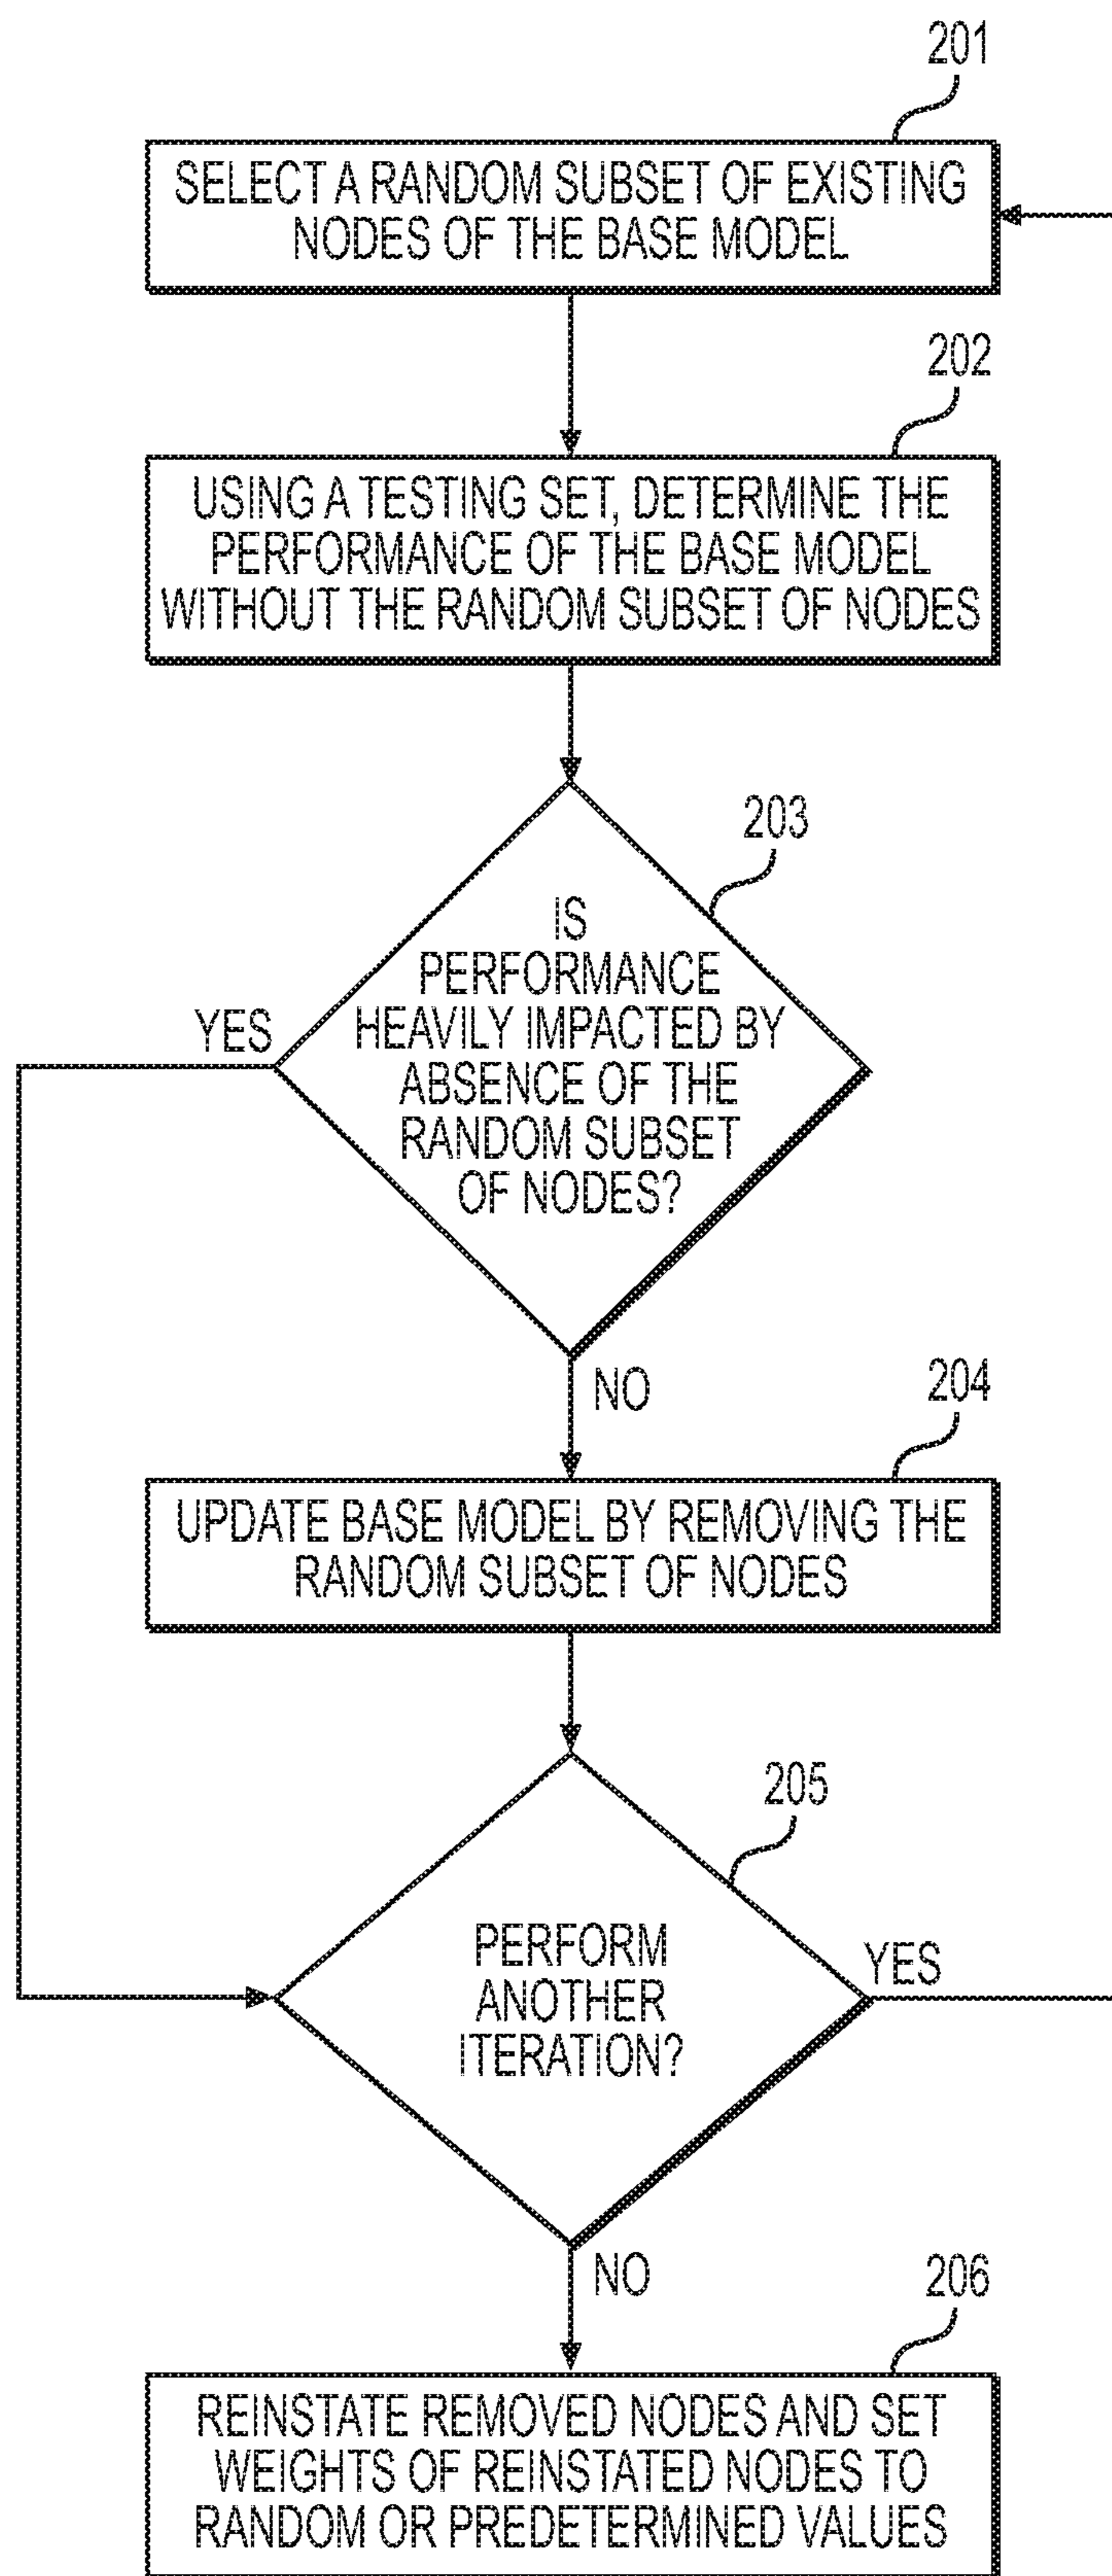 201
SELECT A RANDOM SUBSET OF EXISTING
NODES OF THE BASE MODEL
202
USING A TESTING SET, DETERMINE THE
PERFORMANCE OF THE BASE MODEL
WITHOUT THE RANDOM SUBSET OF NODES
203
IS
PERFORMANCE
HEAVILY IMPACTED BY
ABSENCE OF THE
RANDOM SUBSET
OF NODES?
YES
NO
204
UPDATE BASE MODEL BY REMOVING THE
RANDOM SUBSET OF NODES
205
PERFORM
ANOTHER
ITERATION?
YES
NO
206
REINSTATE REMOVED NODES AND SET
WEIGHTS OF REINSTATED NODES TO
RANDOM OR PREDETERMINED VALUES